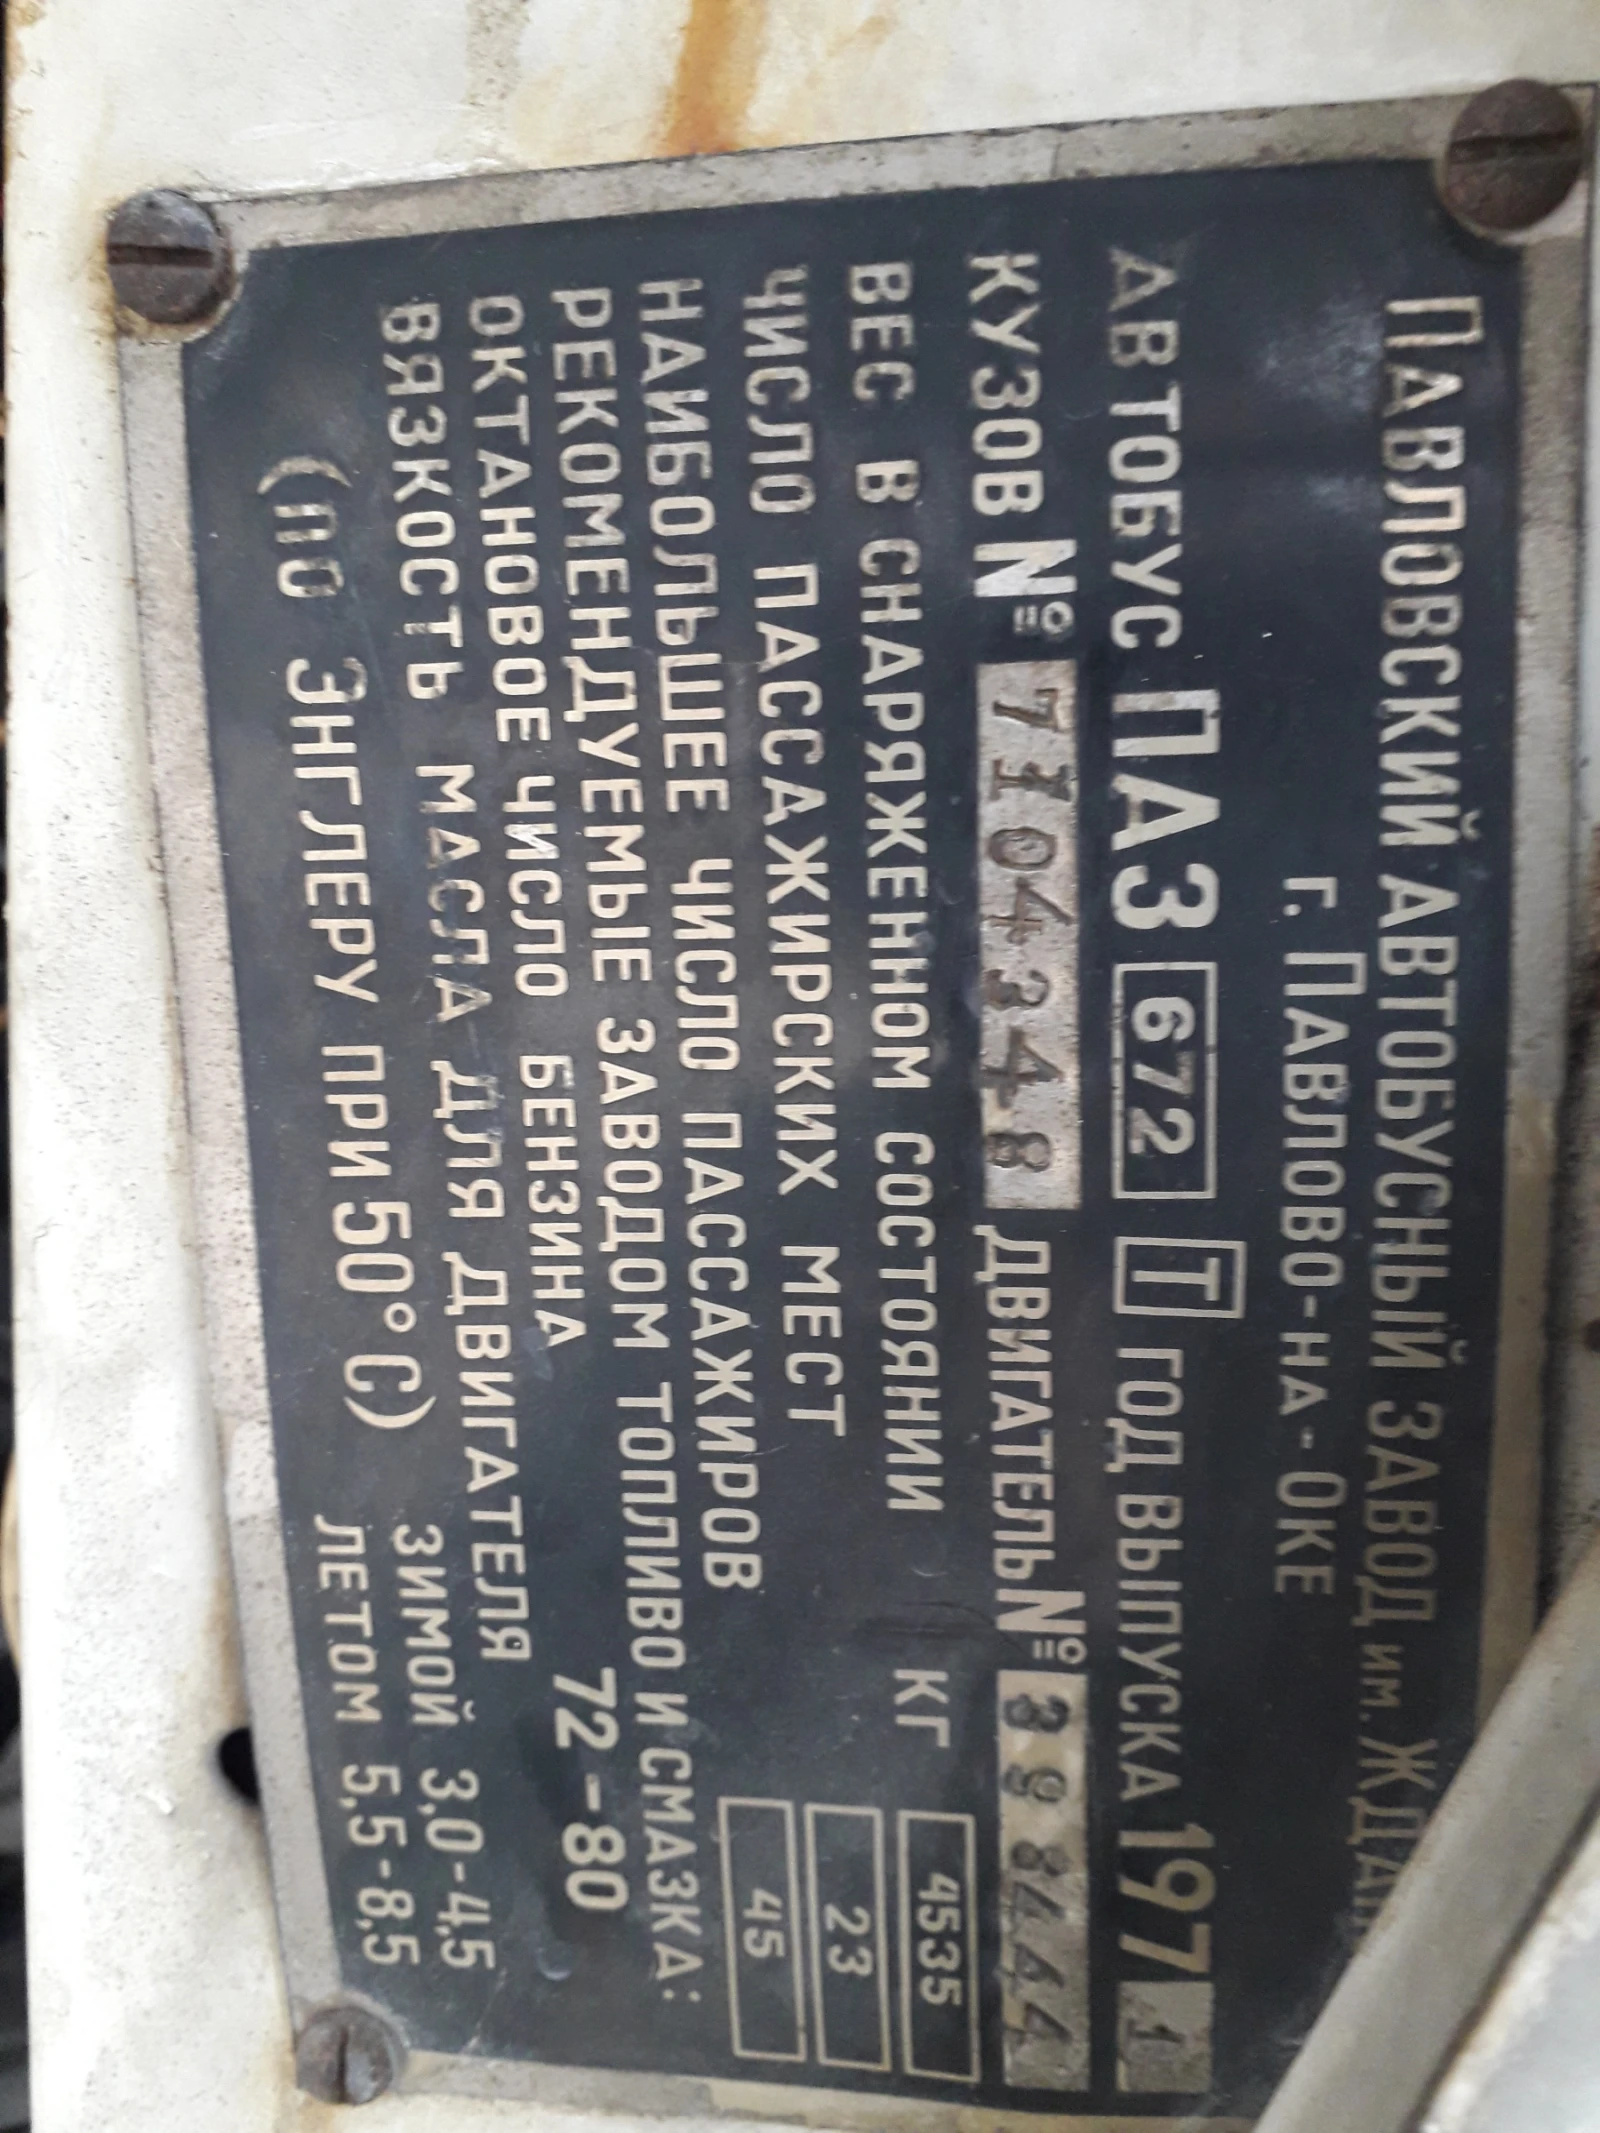 ПАВЛОВСКИЙ АВТОБУСНЫЙ ЗАВОД им.
г. ПАВЛОВО-НА-ОКЕ
АВТОБУС ПАЗ 672 Т ГОД ВЫПУСКА 1971
КУЗОВ № 7104348 ДВИГАТЕЛЬ №
ВЕС В СНАРЯЖЕННОМ СОСТОЯНИИ КГ 4535
ЧИСЛО ПАССАЖИРСКИХ МЕСТ 23
НАИБОЛЬШЕЕ ЧИСЛО ПАССАЖИРОВ 45
РЕКОМЕНДУЕМЫЕ ЗАВОДОМ ТОПЛИВО И СМАЗКА:
ОКТАНОВОЕ ЧИСЛО БЕНЗИНА 72-80
ВЯЗКОСТЬ МАСЛА ДЛЯ ДВИГАТЕЛЯ ЗИМОЙ 3,0-4,5
(ПО ЭНГЛЕРУ ПРИ 50°С) ЛЕТОМ 5,5-8,5